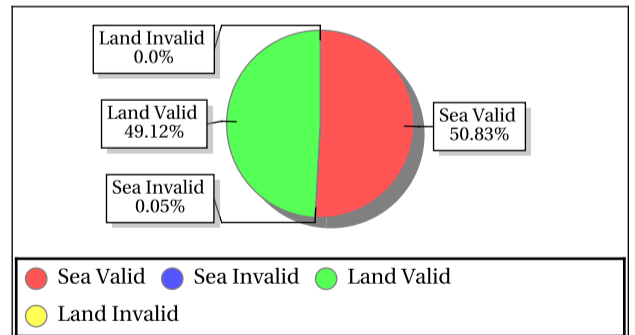 Land Invalid
0.0%
Land Valid
49.12%
Sea Valid
50.83%
Sea Invalid
0.05%
Sea Valid
Sea Invalid
Land Valid
Land Invalid